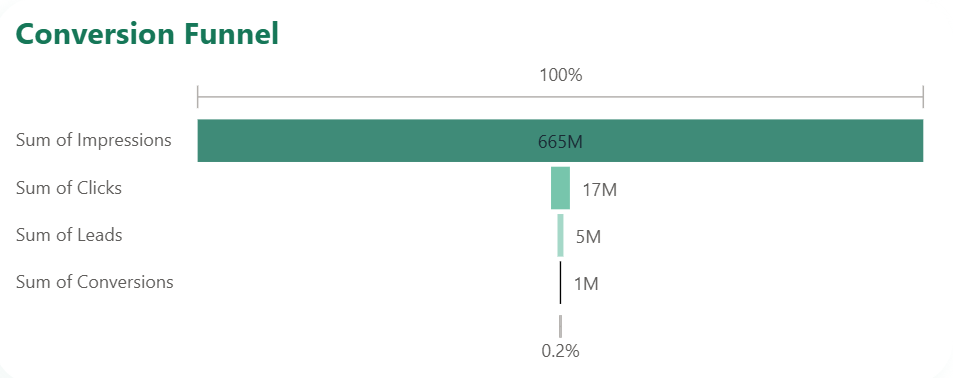 Conversion Funnel
100%
Sum of Impressions 665M
Sum of Clicks 17M
Sum of Leads 5M
Sum of Conversions 1M
0.2%